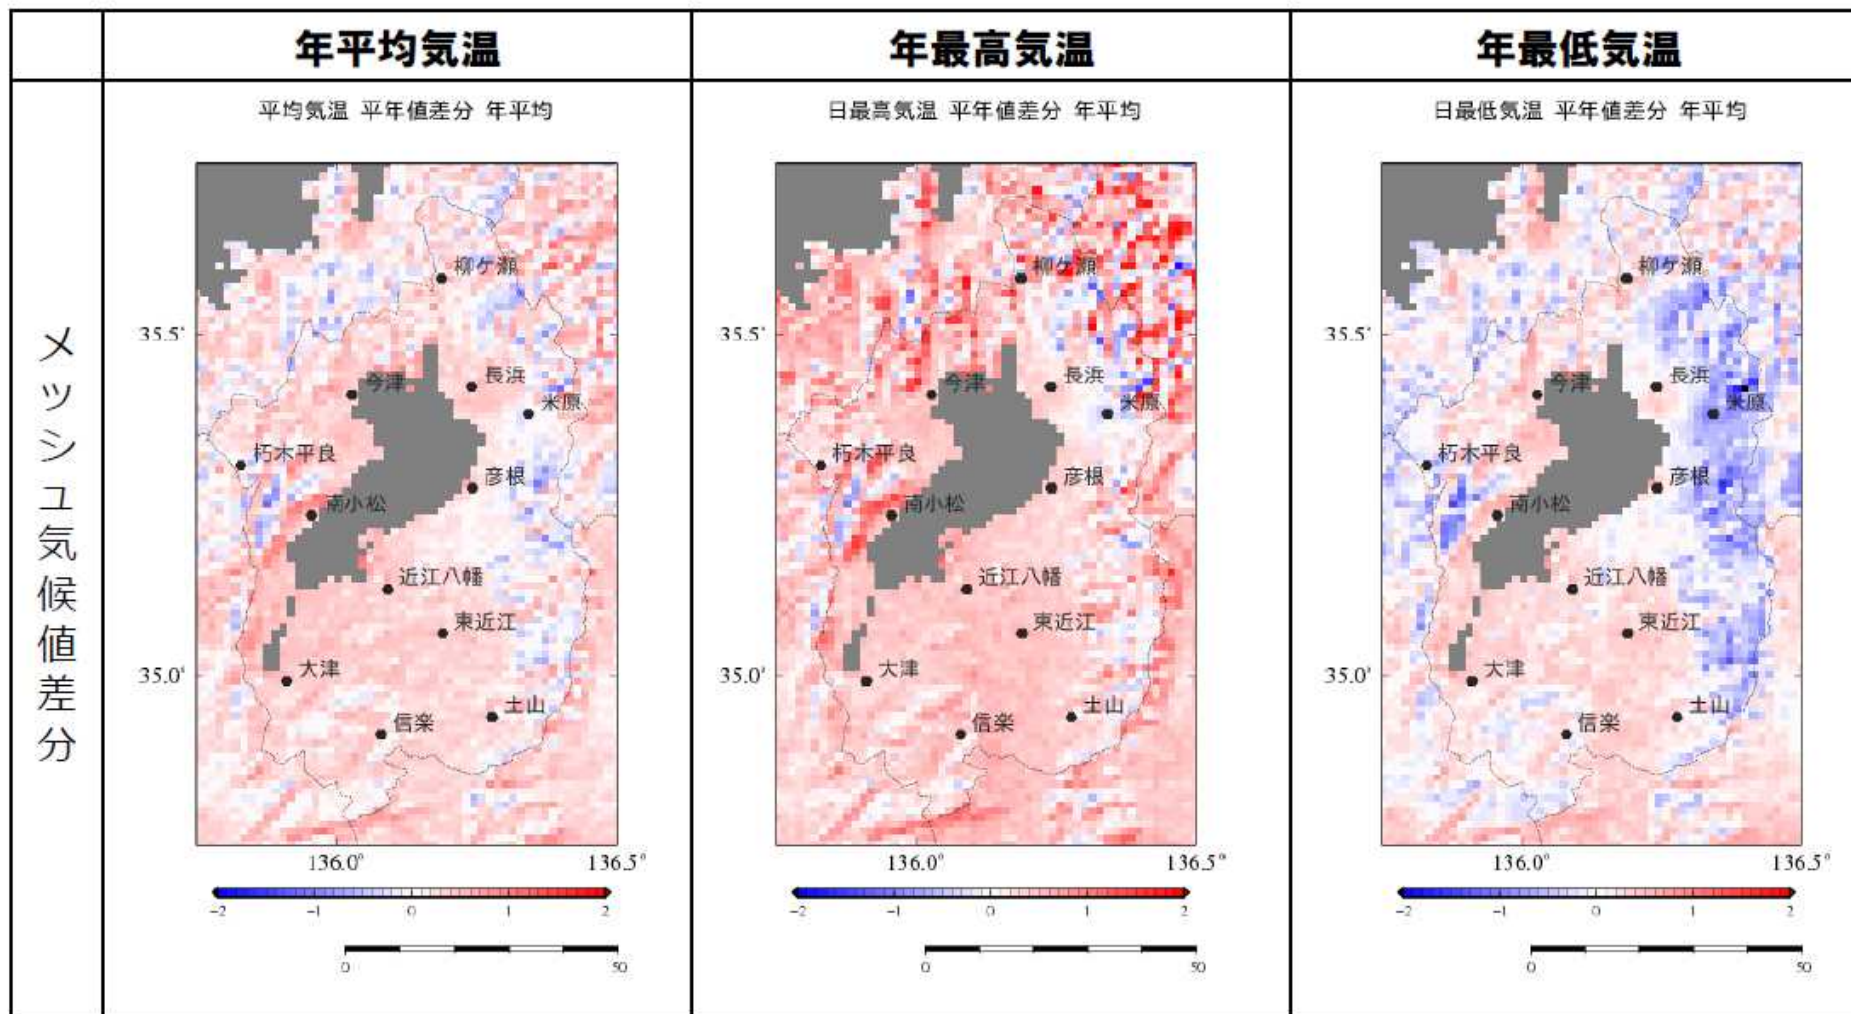 年平均気温
年最高気温
年最低気温
メッシュ気候値差分
平均気温 平年値差分 年平均
35.5°
35.0°
136.0°
136.5°
柳ケ瀬
今津
長浜
米原
朽木平良
南小松
彦根
近江八幡
東近江
大津
信楽
土山
-2 -1 0 1 2
0 50
日最高気温 平年値差分 年平均
35.5°
35.0°
136.0°
136.5°
柳ケ瀬
今津
長浜
米原
朽木平良
南小松
彦根
近江八幡
東近江
大津
信楽
土山
-2 -1 0 1 2
0 50
日最低気温 平年値差分 年平均
35.5°
35.0°
136.0°
136.5°
柳ケ瀬
今津
長浜
米原
朽木平良
南小松
彦根
近江八幡
東近江
大津
信楽
土山
-2 -1 0 1 2
0 50